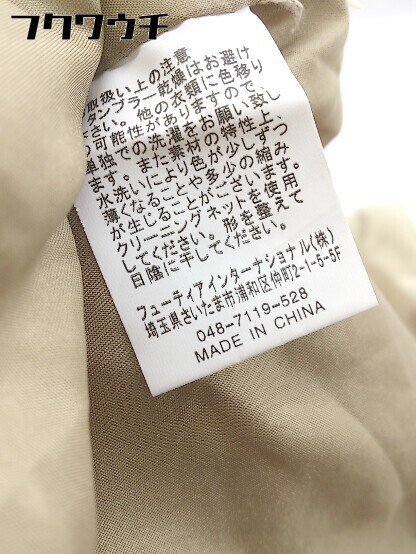 フクワウチ
取扱い上の注意
タンブラー乾燥はお避け
下さい。他の衣類に色移り
の可能性がありますので、
単独での洗濯をお願い致し
ます。また素材の特性上、
水洗いにより色が少しずつ
薄くなることや多少の縮み
が生じることがございます。
クリーニングネットを使用
してください。形を整えて
日陰に干してください。
フューティアインターナショナル(株)
埼玉県さいたま市浦和区仲町2-1-5-5F
048-7119-528
MADE IN CHINA